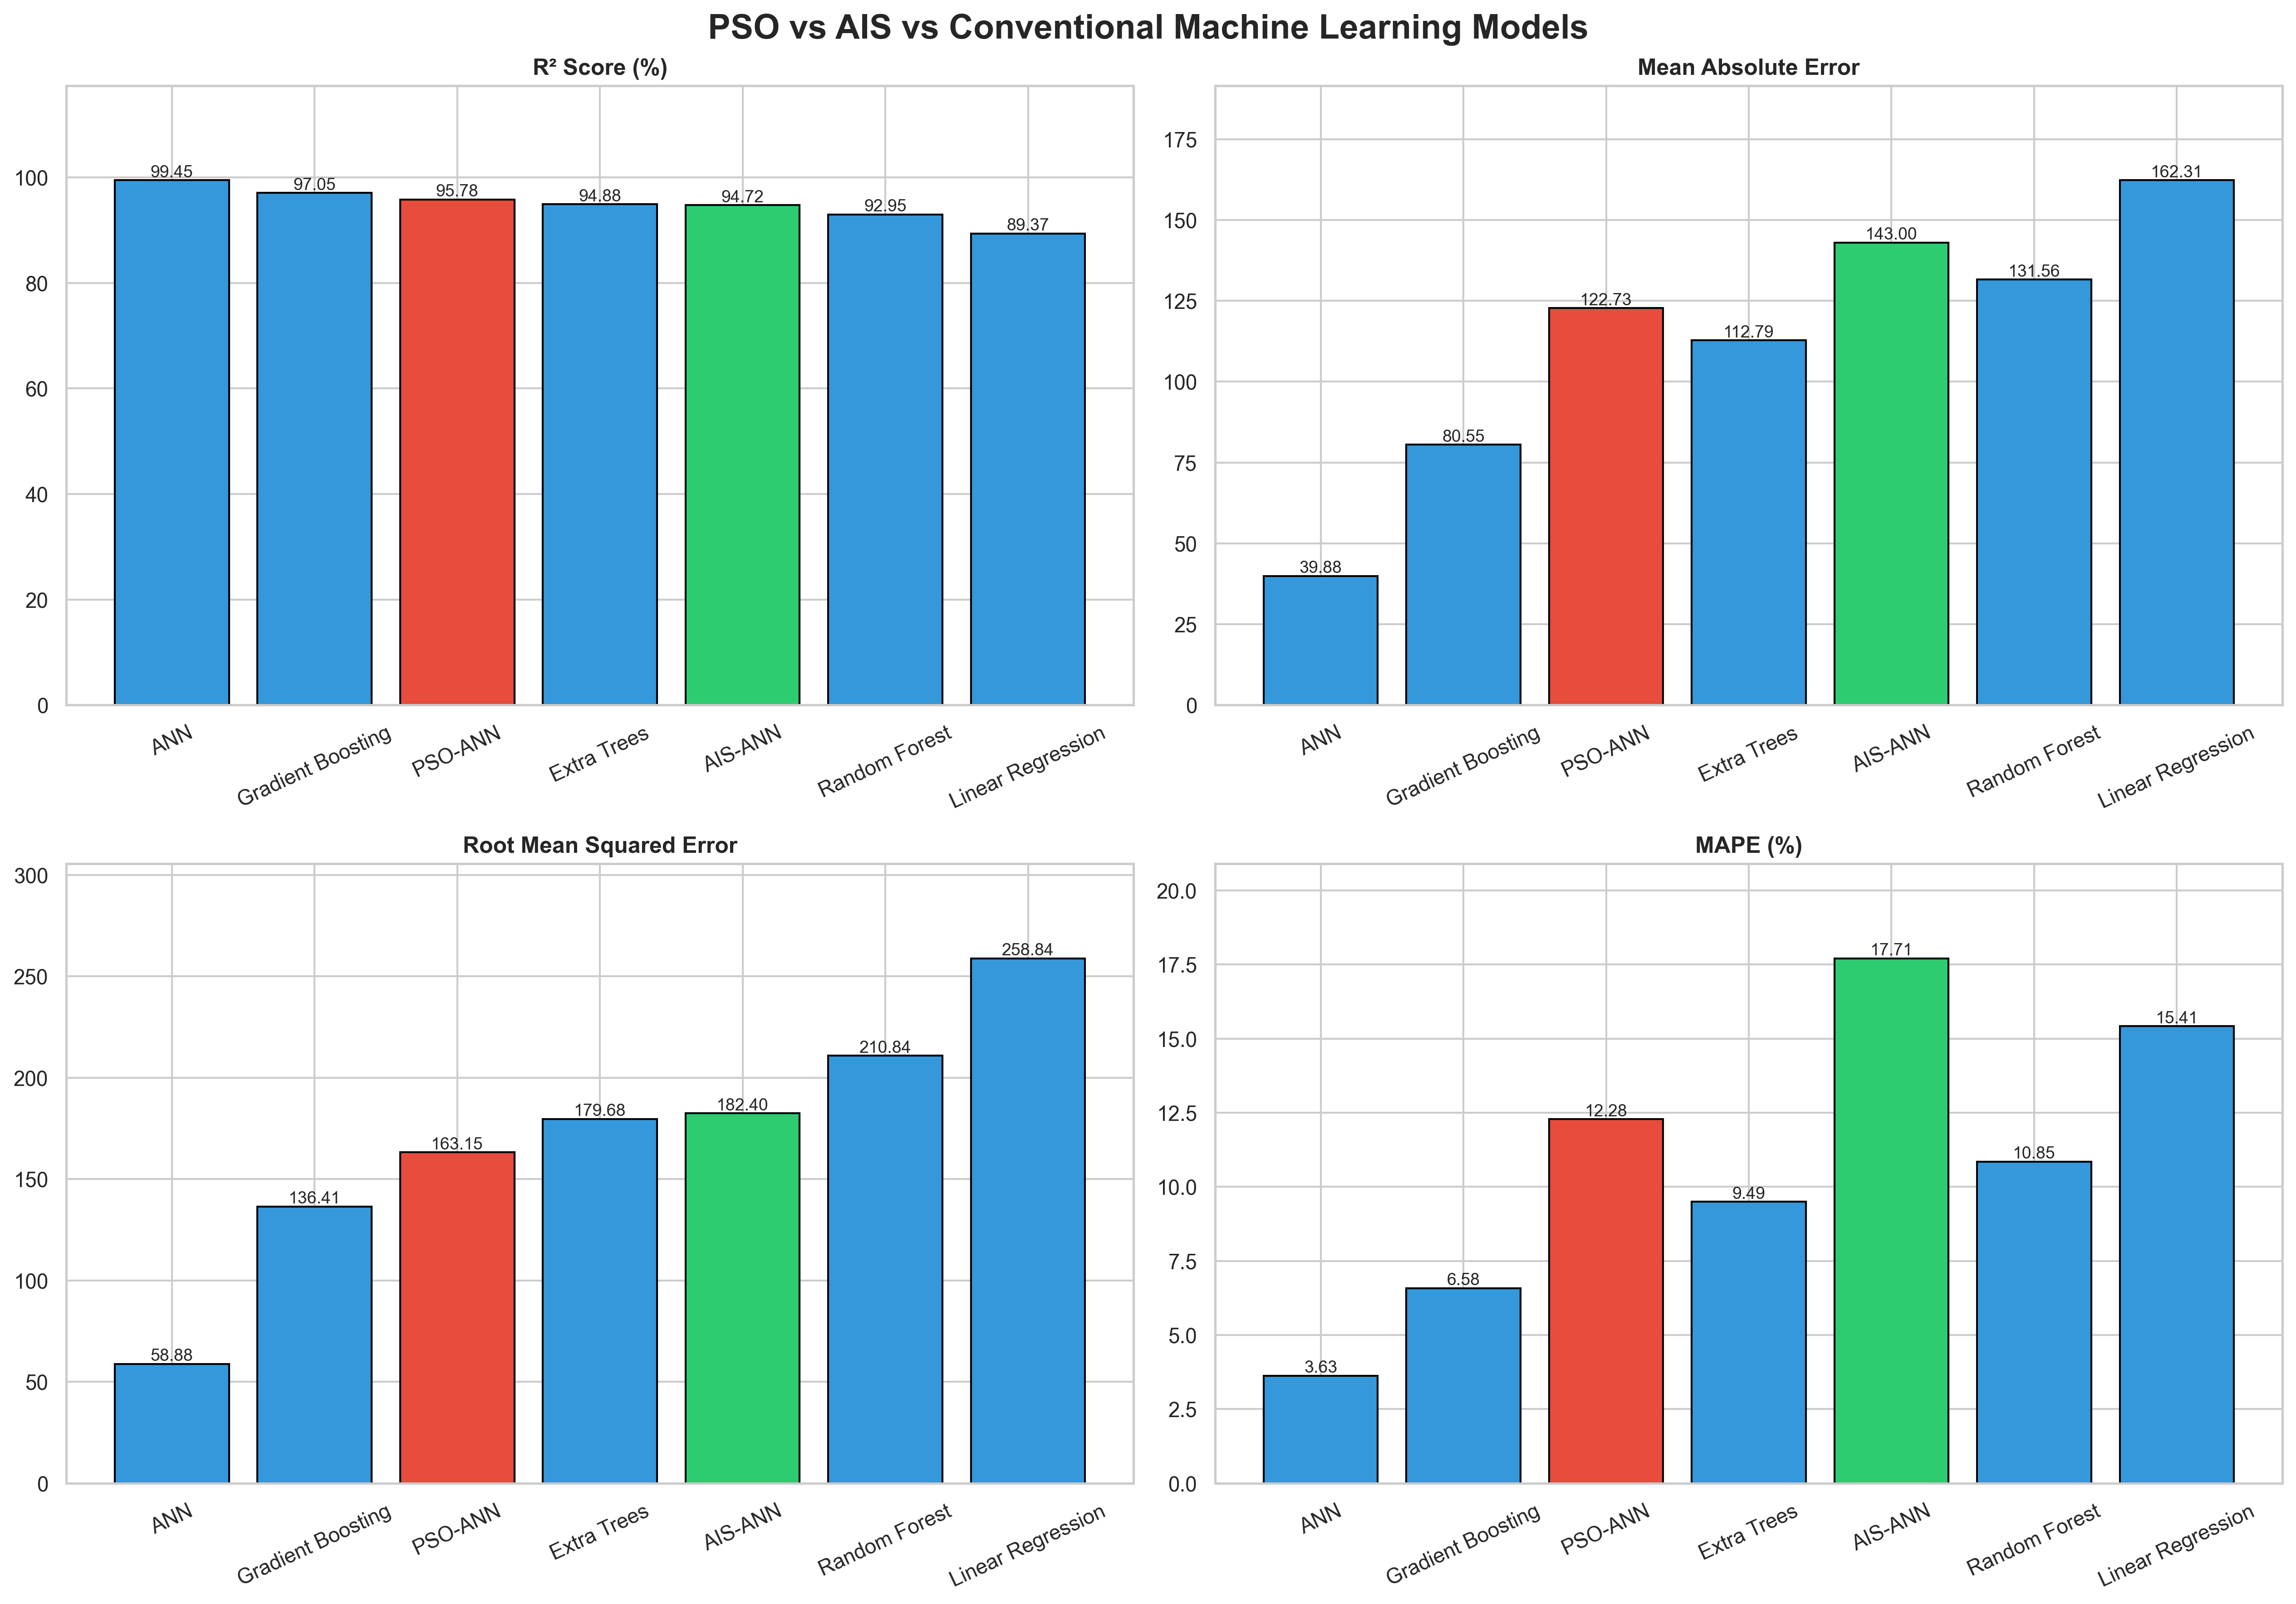 PSO vs AIS vs Conventional Machine Learning Models
R² Score (%)
100
80
60
40
20
0
99.45
97.05
95.78
94.88
94.72
92.95
89.37
ANN
Gradient Boosting
PSO-ANN
Extra Trees
AIS-ANN
Random Forest
Linear Regression
Mean Absolute Error
175
150
125
100
75
50
25
0
39.88
80.55
122.73
112.79
143.00
131.56
162.31
ANN
Gradient Boosting
PSO-ANN
Extra Trees
AIS-ANN
Random Forest
Linear Regression
Root Mean Squared Error
300
250
200
150
100
50
0
58.88
136.41
163.15
179.68
182.40
210.84
258.84
ANN
Gradient Boosting
PSO-ANN
Extra Trees
AIS-ANN
Random Forest
Linear Regression
MAPE (%)
20.0
17.5
15.0
12.5
10.0
7.5
5.0
2.5
0.0
3.63
6.58
12.28
9.49
17.71
10.85
15.41
ANN
Gradient Boosting
PSO-ANN
Extra Trees
AIS-ANN
Random Forest
Linear Regression